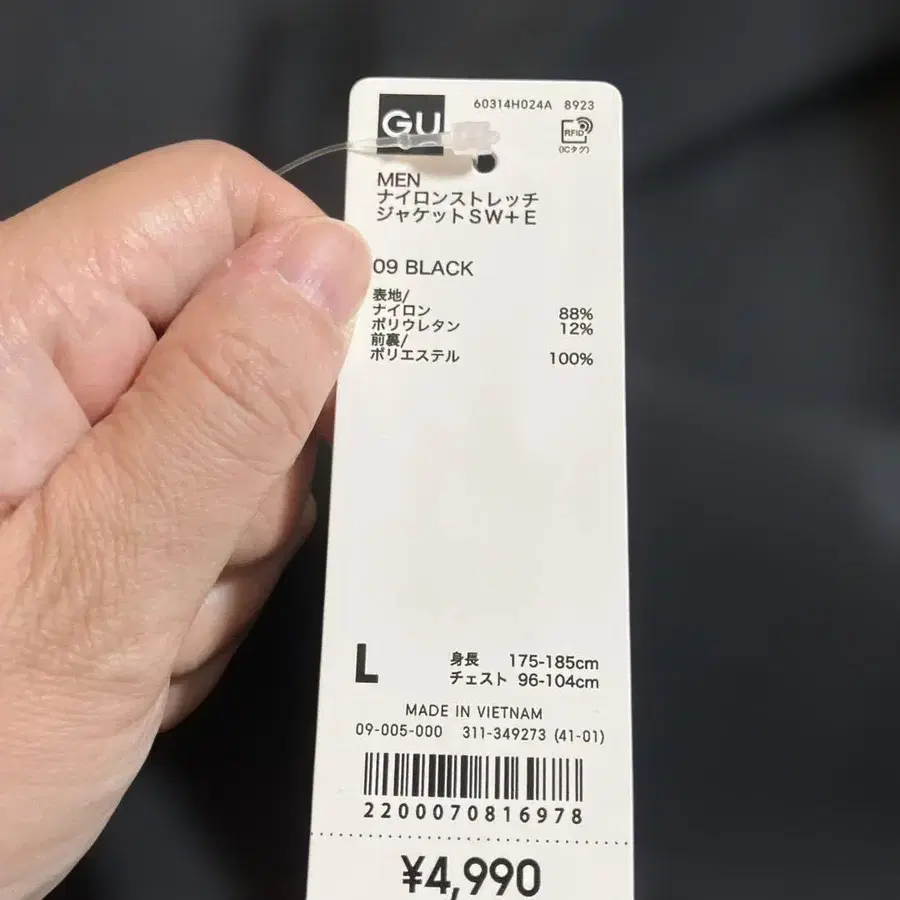 GU
60314H024A 8923
RFID
(ICタグ)
MEN
ナイロンストレッチ
ジャケットSW+E
09 BLACK
表地/
ナイロン 88%
ポリウレタン 12%
前裏/
ポリエステル 100%
L
身長 175-185cm
チェスト 96-104cm
MADE IN VIETNAM
09-005-000 311-349273 (41-01)
2200070816978
¥4,990